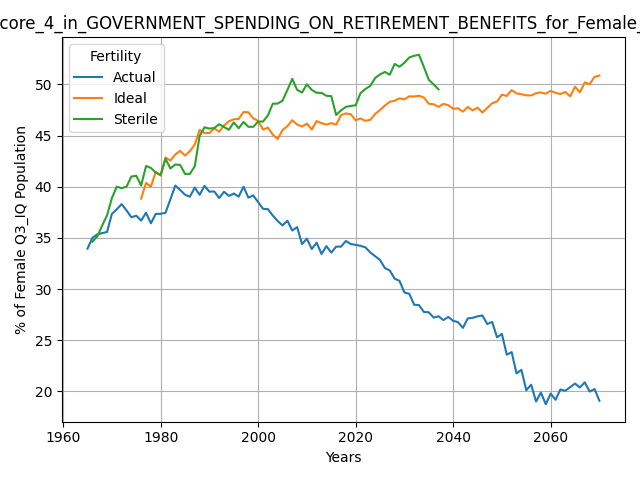 core_4_in_GOVERNMENT_SPENDING_ON_RETIREMENT_BENEFITS_for_Female_
Fertility
Actual
Ideal
Sterile
% of Female Q3_IQ Population
50
45
40
35
30
25
20
1960 1980 2000 2020 2040 2060
Years